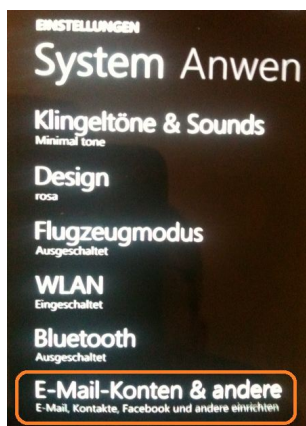 EINSTELLUNGEN
System Anwen
Klingeltöne & Sounds
Minimal tone
Design
rosa
Flugzeugmodus
Ausgeschaltet
WLAN
Eingeschaltet
Bluetooth
Ausgeschaltet
E-Mail-Konten & andere
E-Mail, Kontakte, Facebook und andere einrichten